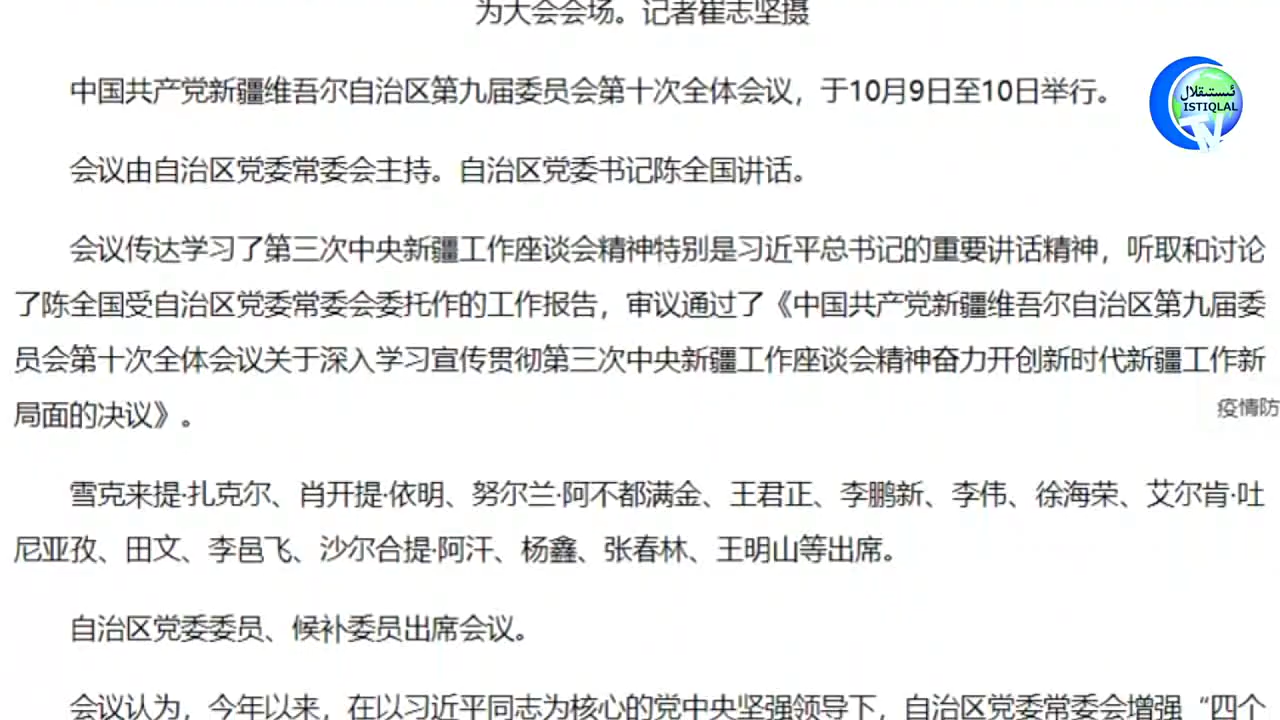 为大会会场。记者崔志坚摄
中国共产党新疆维吾尔自治区第九届委员会第十次全体会议，于10月9日至10日举行。
ئىستىقلال
ISTIQLAL
TV
会议由自治区党委常委会主持。自治区党委书记陈全国讲话。
会议传达学习了第三次中央新疆工作座谈会精神特别是习近平总书记的重要讲话精神，听取和讨论
了陈全国受自治区党委常委会委托作的工作报告，审议通过了《中国共产党新疆维吾尔自治区第九届委
员会第十次全体会议关于深入学习宣传贯彻第三次中央新疆工作座谈会精神奋力开创新时代新疆工作新
局面的决议》。
疫情防
雪克来提·扎克尔、肖开提·依明、努尔兰·阿不都满金、王君正、李鹏新、李伟、徐海荣、艾尔肯·吐
尼亚孜、田文、李邑飞、沙尔合提·阿汗、杨鑫、张春林、王明山等出席。
自治区党委委员、候补委员出席会议。
会议认为，今年以来，在以习近平同志为核心的党中央坚强领导下，自治区党委常委会增强“四个